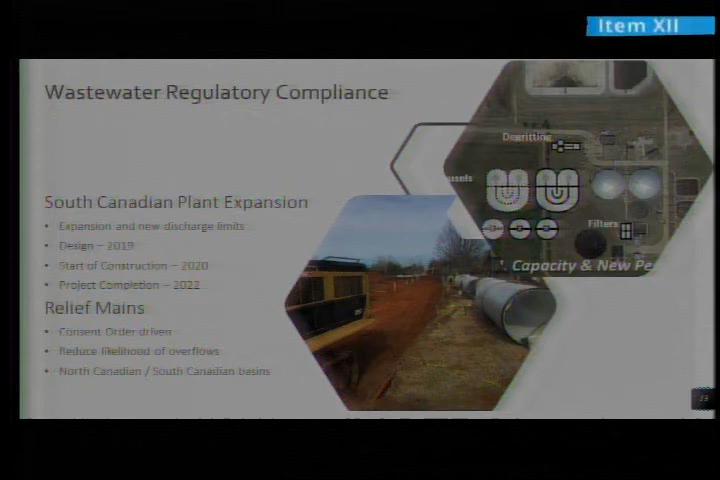 Item XII
Wastewater Regulatory Compliance
Degritting
usels
South Canadian Plant Expansion
• Expansion and new discharge limits
• Design – 2019
• Start of Construction – 2020
• Project Completion – 2022
Filters
Capacity & New Pe
Relief Mains
• Consent Order driven
• Reduce likelihood of overflows
• North Canadian / South Canadian basins